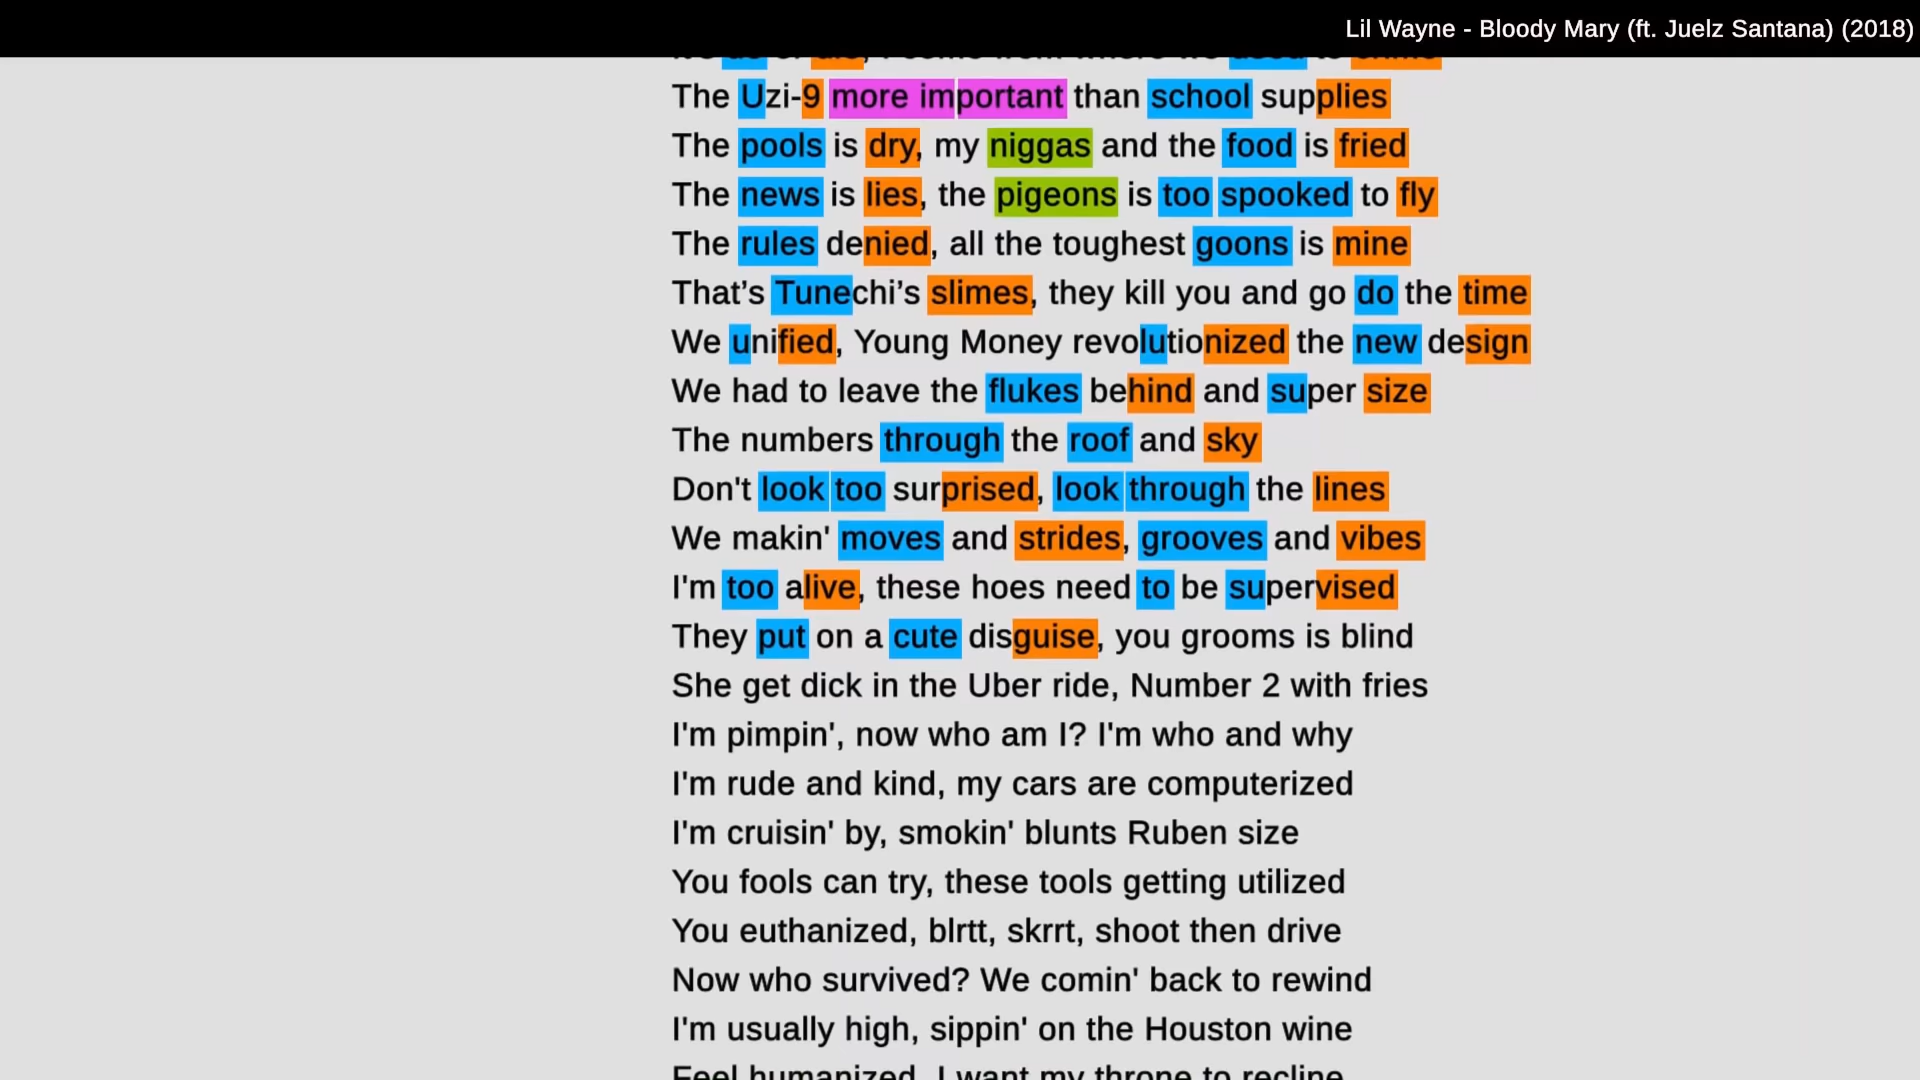 Lil Wayne - Bloody Mary (ft. Juelz Santana) (2018)
The Uzi-9 more important than school supplies
The pools is dry, my niggas and the food is fried
The news is lies, the pigeons is too spooked to fly
The rules denied, all the toughest goons is mine
That's Tunechi's slimes, they kill you and go do the time
We unified, Young Money revolutionized the new design
We had to leave the flukes behind and super size
The numbers through the roof and sky
Don't look too surprised, look through the lines
We makin' moves and strides, grooves and vibes
I'm too alive, these hoes need to be supervised
They put on a cute disguise, you grooms is blind
She get dick in the Uber ride, Number 2 with fries
I'm pimpin', now who am I? I'm who and why
I'm rude and kind, my cars are computerized
I'm cruisin' by, smokin' blunts Ruben size
You fools can try, these tools getting utilized
You euthanized, blrtt, skrrt, shoot then drive
Now who survived? We comin' back to rewind
I'm usually high, sippin' on the Houston wine
Feel humanized, I want my throne to recline